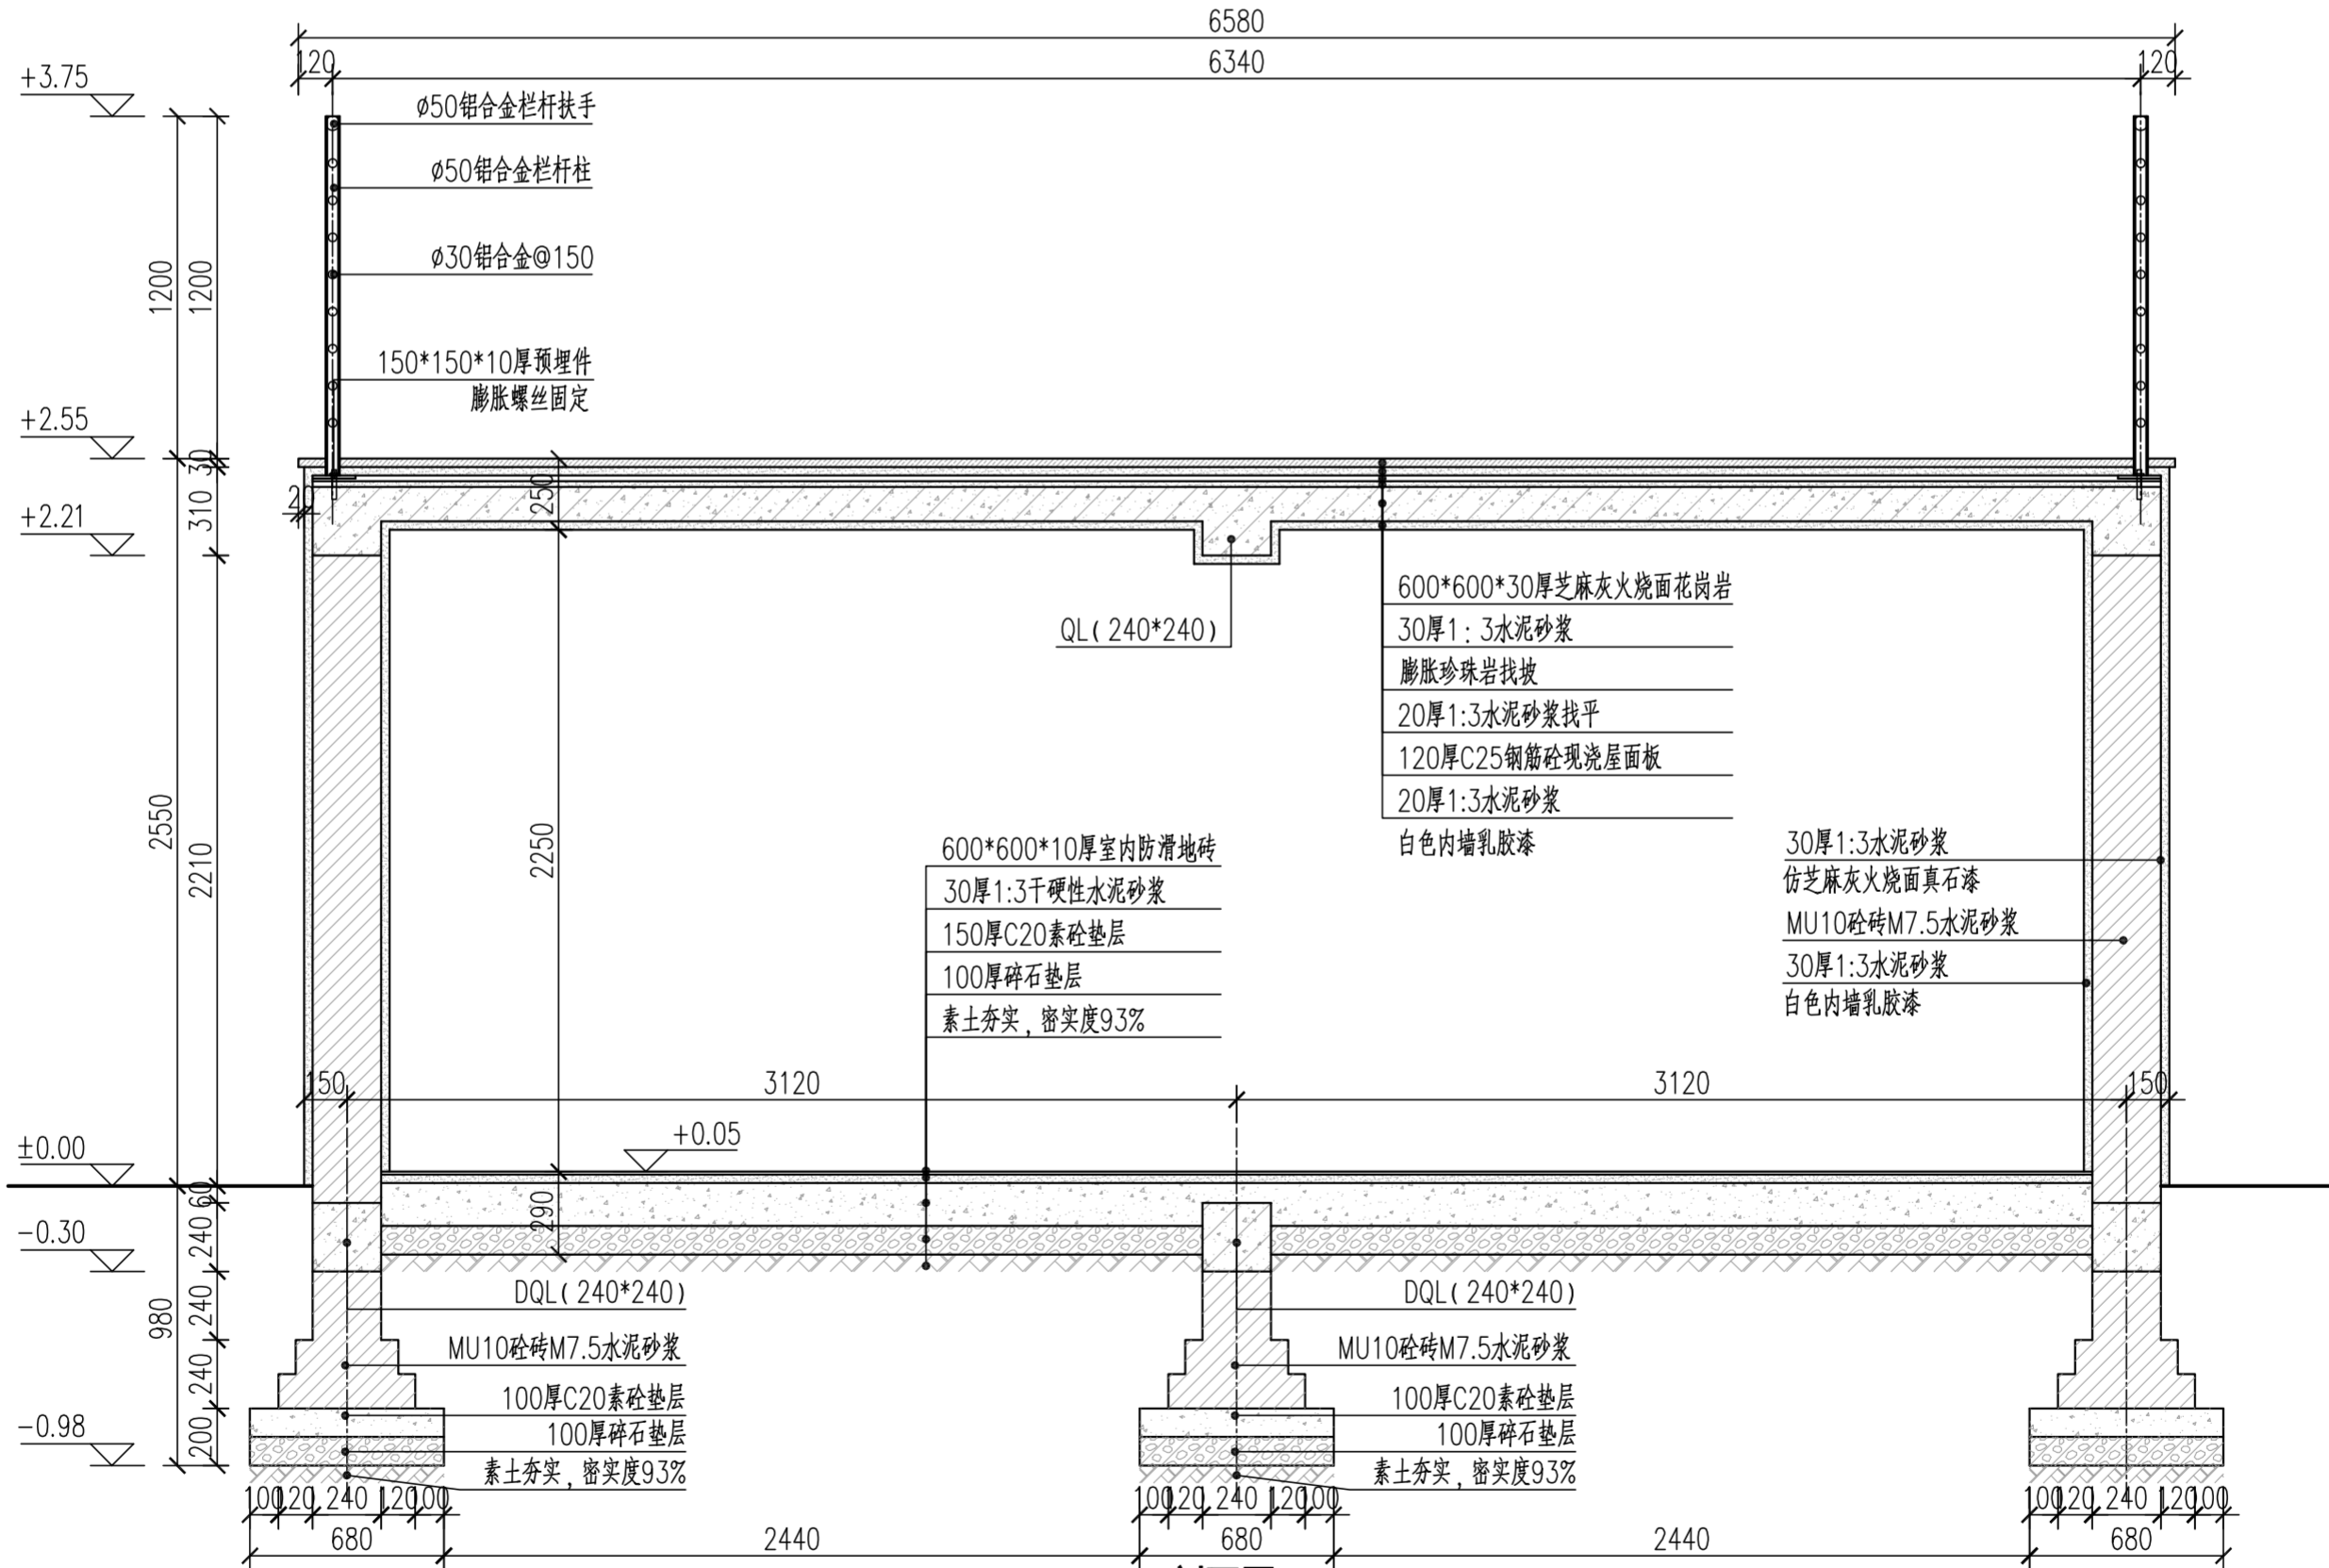 6580
120
6340
120
+3.75
ø50铝合金栏杆扶手
ø50铝合金栏杆柱
ø30铝合金@150
1200
1200
150*150*10厚预埋件
膨胀螺丝固定
+2.55
30
250
20
310
+2.21
QL(240*240)
600*600*30厚芝麻灰火烧面花岗岩
30厚1：3水泥砂浆
膨胀珍珠岩找坡
20厚1:3水泥砂浆找平
120厚C25钢筋砼现浇屋面板
20厚1:3水泥砂浆
白色内墙乳胶漆
2550
2210
2250
600*600*10厚室内防滑地砖
30厚1:3干硬性水泥砂浆
150厚C20素砼垫层
100厚碎石垫层
素土夯实，密实度93%
30厚1:3水泥砂浆
仿芝麻灰火烧面真石漆
MU10砼砖M7.5水泥砂浆
30厚1:3水泥砂浆
白色内墙乳胶漆
150
3120
3120
150
+0.05
±0.00
60
290
240
-0.30
240
240
200
980
-0.98
DQL(240*240)
MU10砼砖M7.5水泥砂浆
100厚C20素砼垫层
100厚碎石垫层
素土夯实，密实度93%
DQL(240*240)
MU10砼砖M7.5水泥砂浆
100厚C20素砼垫层
100厚碎石垫层
素土夯实，密实度93%
100 120 240 120 100
100 120 240 120 100
100 120 240 120 100
680
2440
680
2440
680